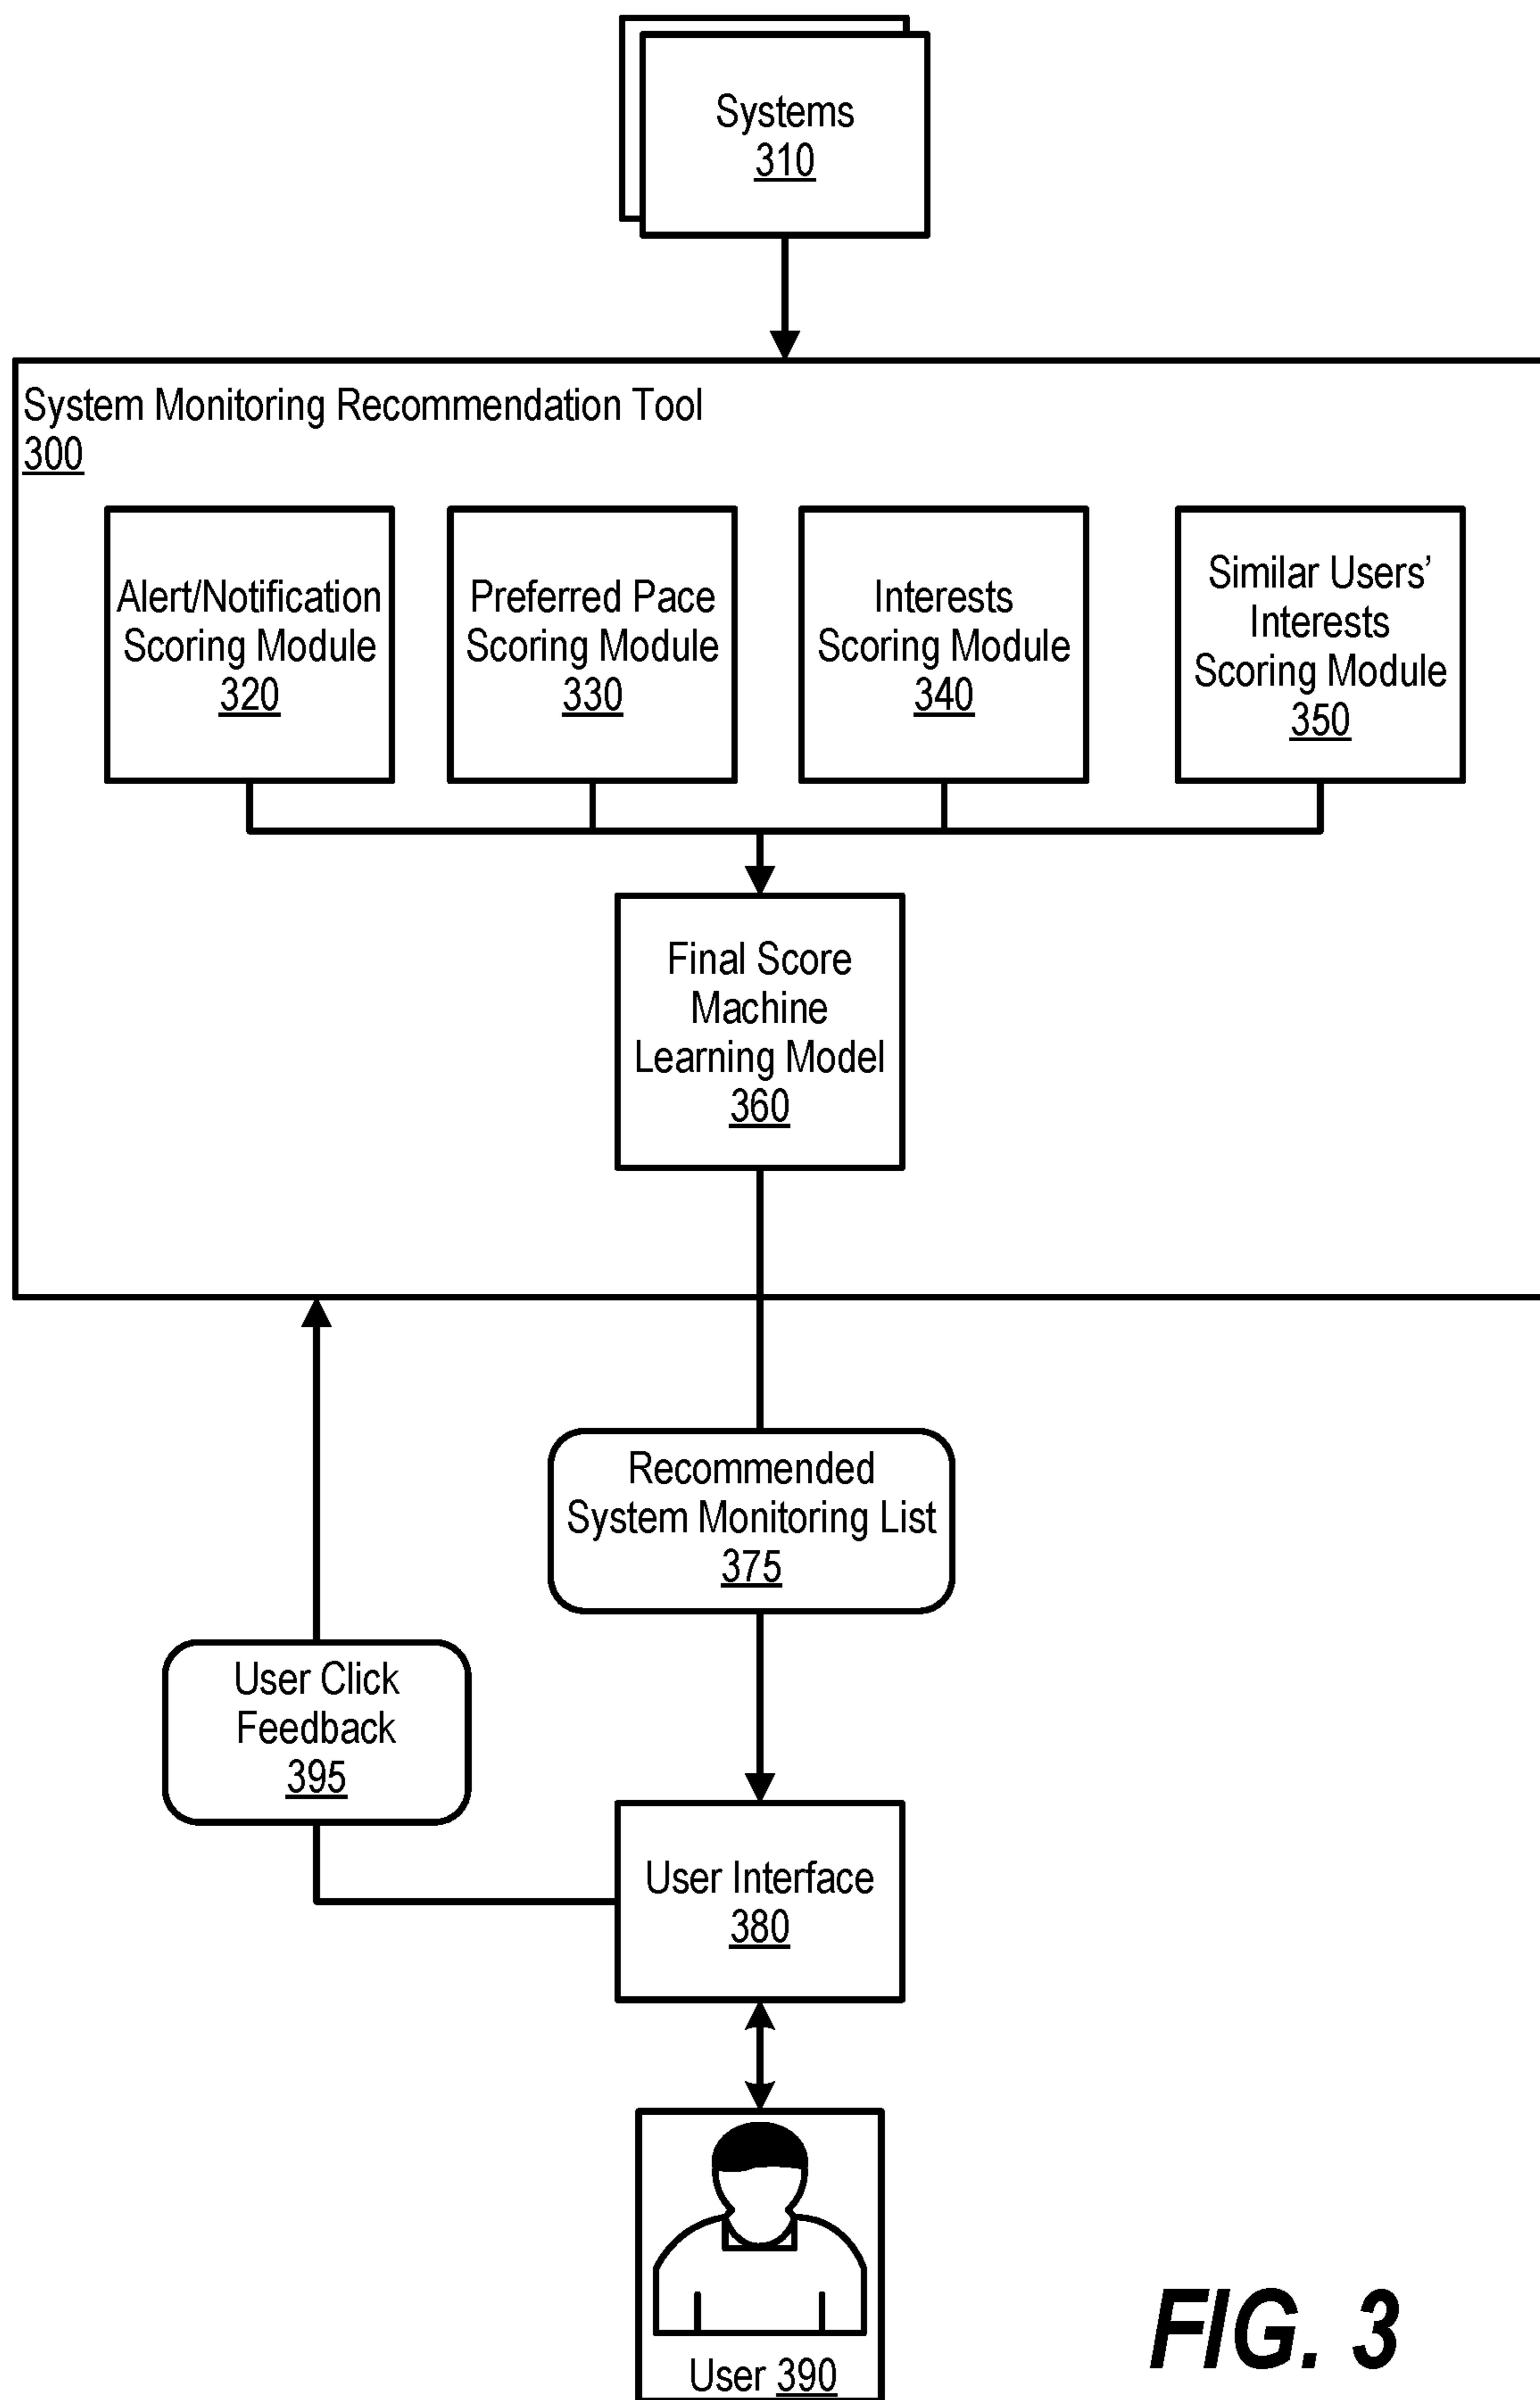 Systems
310
System Monitoring Recommendation Tool
300
Alert/Notification
Scoring Module
320
Preferred Pace
Scoring Module
330
Interests
Scoring Module
340
Similar Users’
Interests
Scoring Module
350
Final Score
Machine
Learning Model
360
Recommended
System Monitoring List
375
User Click
Feedback
395
User Interface
380
User 390
FIG. 3